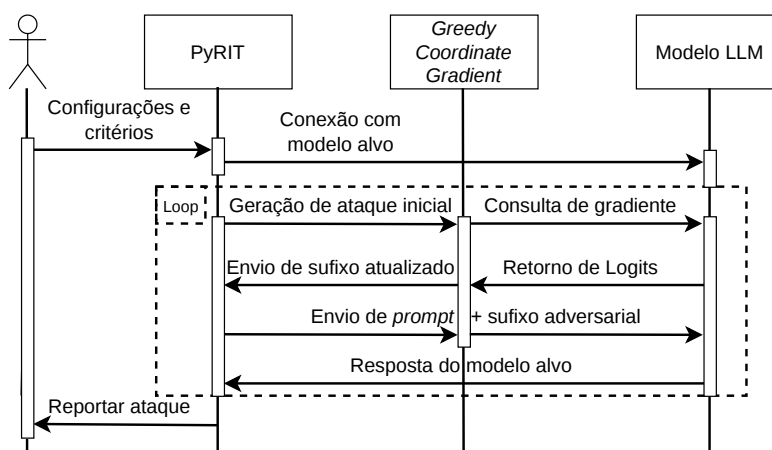 PyRIT
Greedy
Coordinate
Gradient
Modelo LLM
Configurações e
critérios
Conexão com
modelo alvo
Loop
Geração de ataque inicial
Consulta de gradiente
Envio de sufixo atualizado
Retorno de Logits
Envio de prompt + sufixo adversarial
Resposta do modelo alvo
Reportar ataque